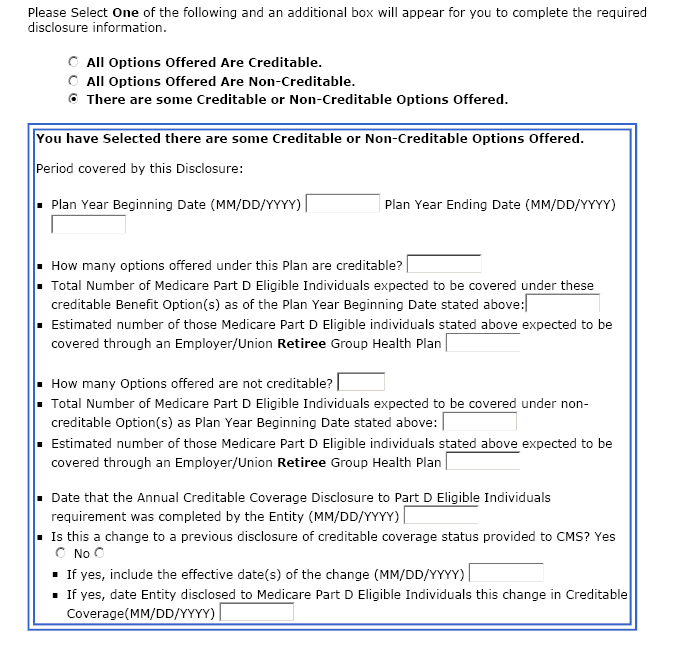 Please Select One of the following and an additional box will appear for you to complete the required
disclosure information.
All Options Offered Are Creditable.
All Options Offered Are Non-Creditable.
There are some Creditable or Non-Creditable Options Offered.
You have Selected there are some Creditable or Non-Creditable Options Offered.
Period covered by this Disclosure:
Plan Year Beginning Date (MM/DD/YYYY) Plan Year Ending Date (MM/DD/YYYY)
How many options offered under this Plan are creditable?
Total Number of Medicare Part D Eligible Individuals expected to be covered under these
creditable Benefit Option(s) as of the Plan Year Beginning Date stated above:
Estimated number of those Medicare Part D Eligible individuals stated above expected to be
covered through an Employer/Union Retiree Group Health Plan
How many Options offered are not creditable?
Total Number of Medicare Part D Eligible Individuals expected to be covered under non-
creditable Option(s) as Plan Year Beginning Date stated above:
Estimated number of those Medicare Part D Eligible individuals stated above expected to be
covered through an Employer/Union Retiree Group Health Plan
Date that the Annual Creditable Coverage Disclosure to Part D Eligible Individuals
requirement was completed by the Entity (MM/DD/YYYY)
Is this a change to a previous disclosure of creditable coverage status provided to CMS? Yes
No
If yes, include the effective date(s) of the change (MM/DD/YYYY)
If yes, date Entity disclosed to Medicare Part D Eligible Individuals this change in Creditable
Coverage(MM/DD/YYYY)